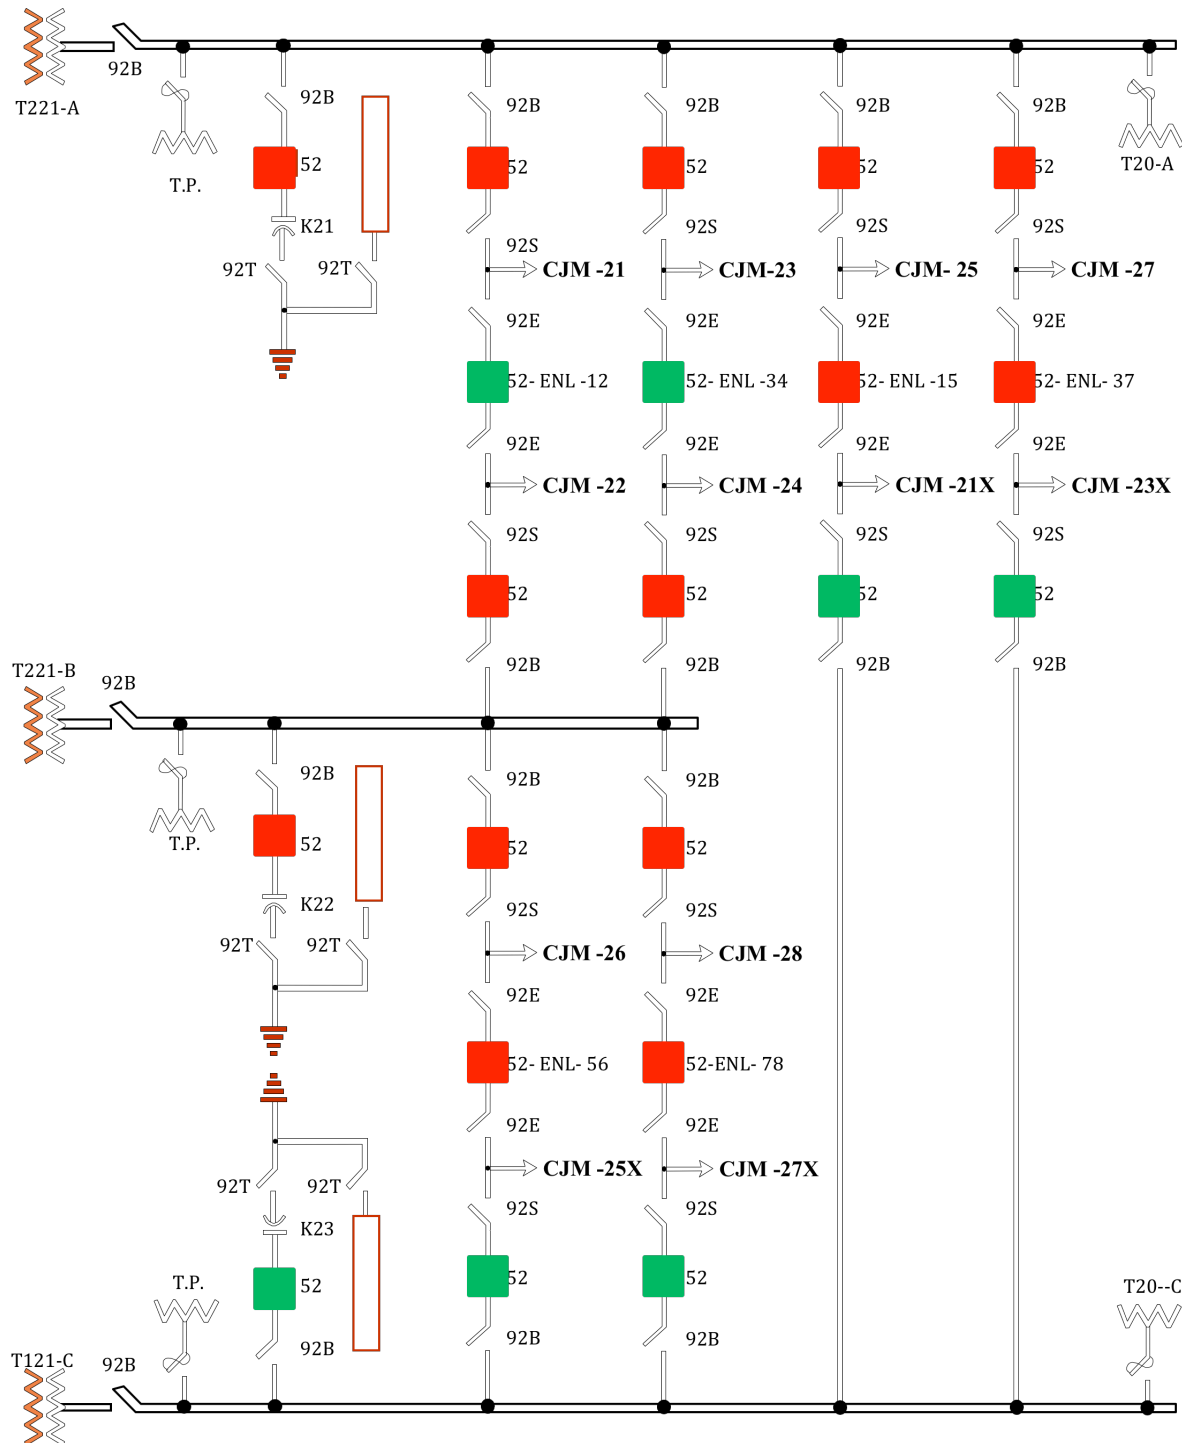 92B
T221-A
T.P.
92B
52
K21
92T
92T
92B
92B
92B
92B
52
52
52
52
T20-A
92S
92S
92S
92S
CJM -21
CJM-23
CJM- 25
CJM -27
92E
92E
92E
92E
52- ENL -12
52- ENL -34
52- ENL -15
52- ENL- 37
92E
92E
92E
92E
CJM -22
CJM -24
CJM -21X
CJM -23X
92S
92S
92S
92S
52
52
52
52
92B
92B
92B
92B
T221-B
92B
92B
92B
92B
T.P.
52
52
52
K22
92S
92S
92T
92T
CJM -26
CJM -28
92E
92E
52- ENL- 56
52-ENL- 78
92E
92E
92T
92T
CJM -25X
CJM -27X
K23
92S
92S
T.P.
52
52
52
T20--C
92B
92B
92B
T121-C
92B